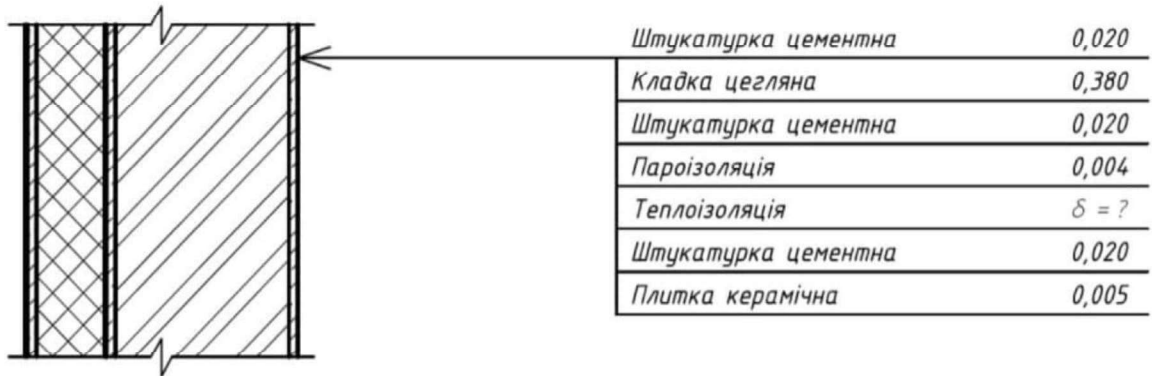 Штукатурка цементна 0,020
Кладка цегляна 0,380
Штукатурка цементна 0,020
Пароізоляція 0,004
Теплоізоляція δ = ?
Штукатурка цементна 0,020
Плитка керамічна 0,005